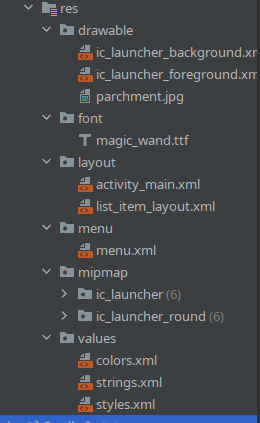 res
drawable
ic_launcher_background.xr
ic_launcher_foreground.xm
parchment.jpg
font
magic_wand.ttf
layout
activity_main.xml
list_item_layout.xml
menu
menu.xml
mipmap
ic_launcher (6)
ic_launcher_round (6)
values
colors.xml
strings.xml
styles.xml